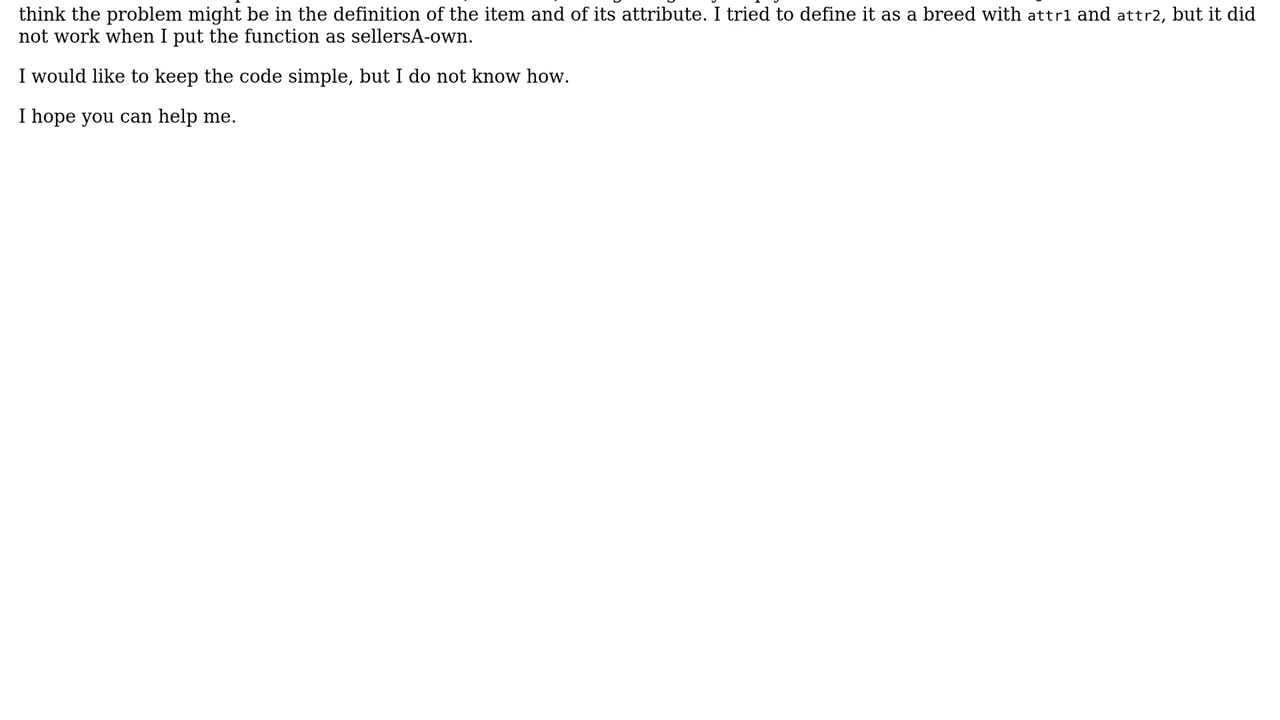 think the problem might be in the definition of the item and of its attribute. I tried to define it as a breed with attr1 and attr2, but it did
not work when I put the function as sellersA-own.
I would like to keep the code simple, but I do not know how.
I hope you can help me.